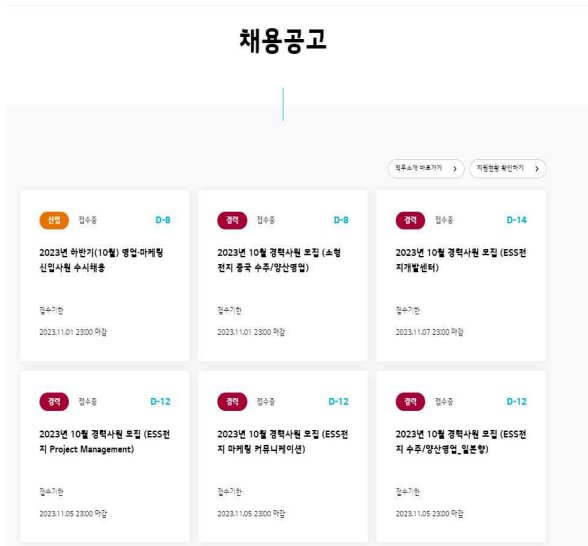 채용공고
직무소개 바로가기
지원현황 확인하기
신입 접수중 D-8
2023년 하반기(10월) 영업·마케팅
신입사원 수시채용
접수기한
2023.11.01 23:00 마감
경력 접수중 D-8
2023년 10월 경력사원 모집 (소형
전지 중국 수주/양산영업)
접수기한
2023.11.01 23:00 마감
경력 접수중 D-14
2023년 10월 경력사원 모집 (ESS전
지개발센터)
접수기한
2023.11.07 23:00 마감
경력 접수중 D-12
2023년 10월 경력사원 모집 (ESS전
지 Project Management)
접수기한
2023.11.05 23:00 마감
경력 접수중 D-12
2023년 10월 경력사원 모집 (ESS전
지 마케팅 커뮤니케이션)
접수기한
2023.11.05 23:00 마감
경력 접수중 D-12
2023년 10월 경력사원 모집 (ESS전
지 수주/양산영업_일본향)
접수기한
2023.11.05 23:00 마감